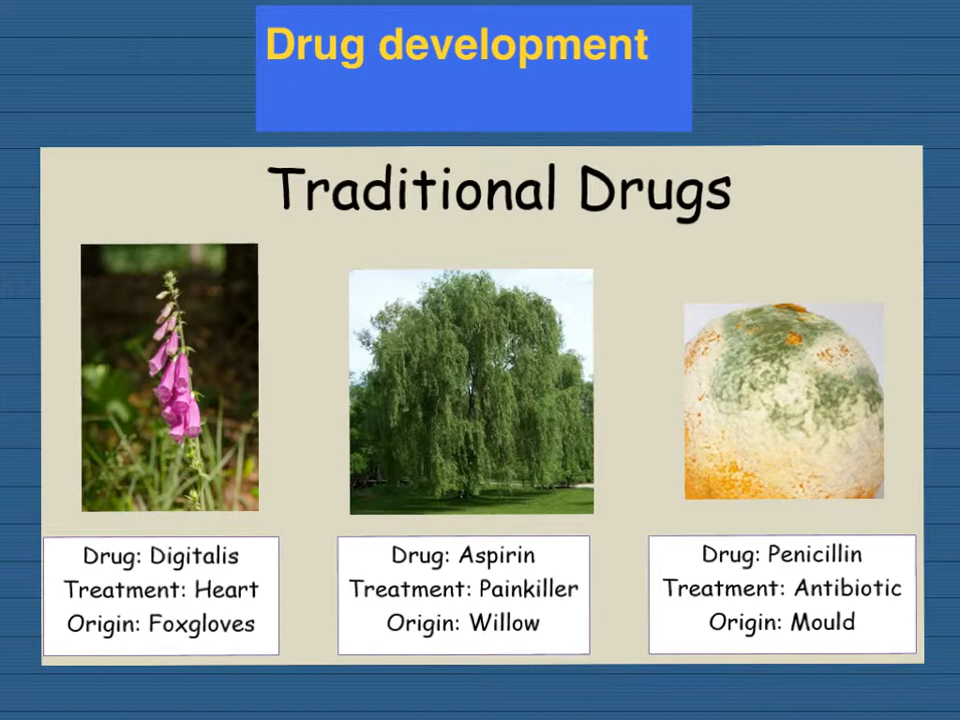 Drug development
Traditional Drugs
Drug: Digitalis
Treatment: Heart
Origin: Foxgloves
Drug: Aspirin
Treatment: Painkiller
Origin: Willow
Drug: Penicillin
Treatment: Antibiotic
Origin: Mould